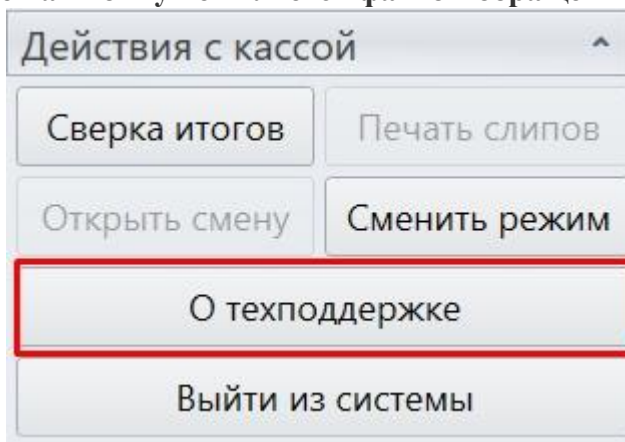 Действия с кассой
Сверка итогов
Печать слипов
Открыть смену
Сменить режим
О техподдержке
Выйти из системы